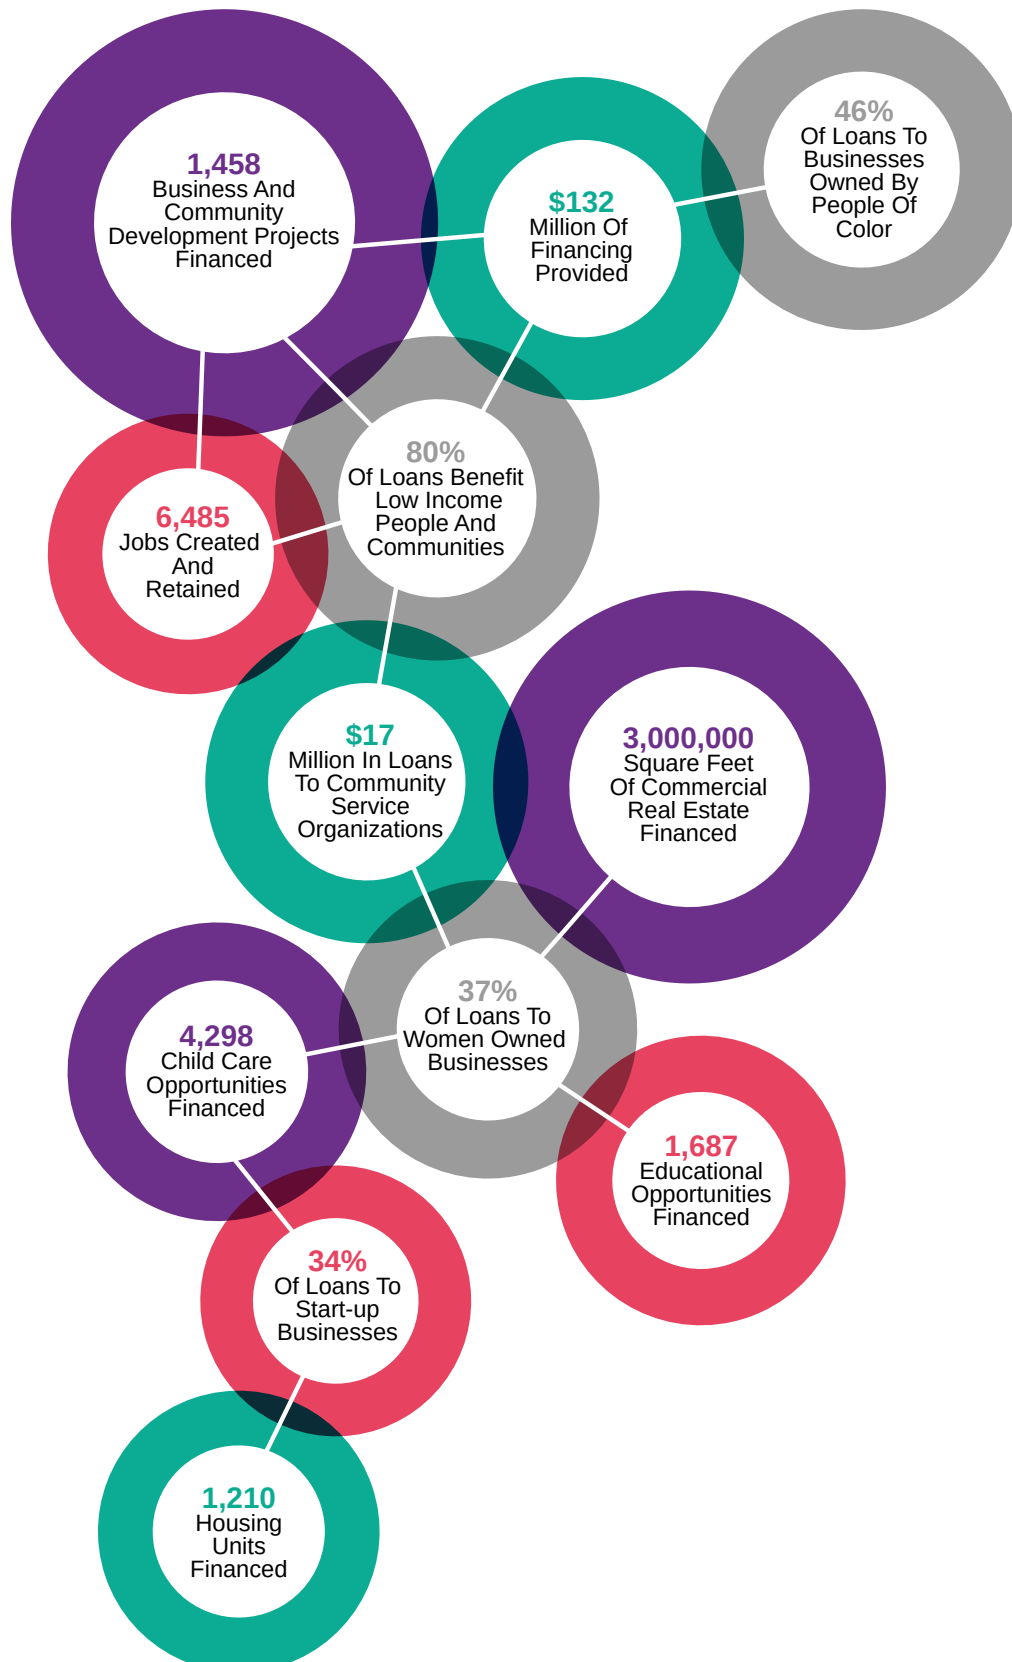 1,458
Business And
Community
Development Projects
Financed
$132
Million Of
Financing
Provided
46%
Of Loans To
Businesses
Owned By
People Of
Color
80%
Of Loans Benefit
Low Income
People And
Communities
6,485
Jobs Created
And
Retained
$17
Million In Loans
To Community
Service
Organizations
3,000,000
Square Feet
Of Commercial
Real Estate
Financed
37%
Of Loans To
Women Owned
Businesses
4,298
Child Care
Opportunities
Financed
1,687
Educational
Opportunities
Financed
34%
Of Loans To
Start-up
Businesses
1,210
Housing
Units
Financed